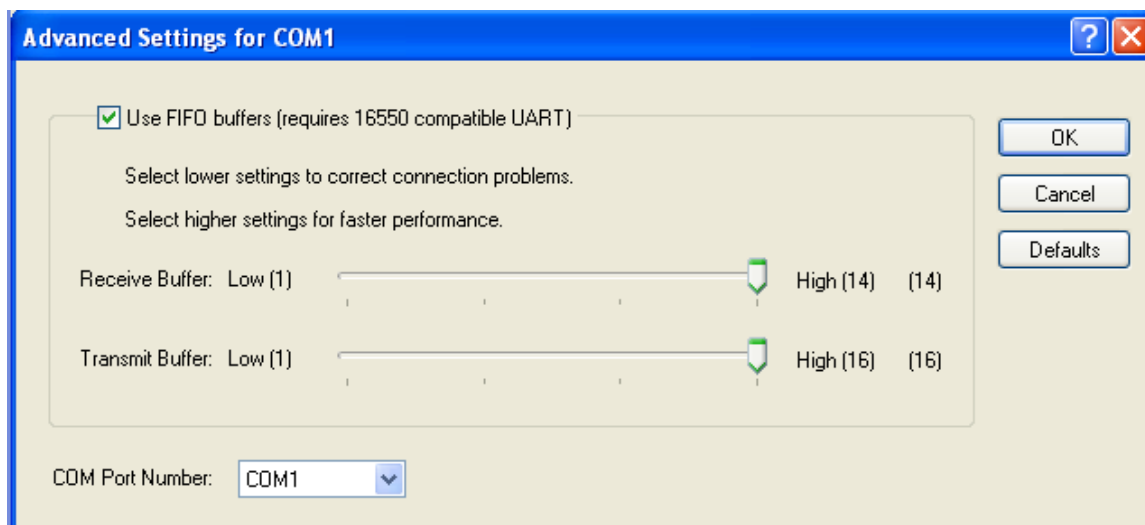 Advanced Settings for COM1
Use FIFO buffers (requires 16550 compatible UART)
OK
Select lower settings to correct connection problems.
Cancel
Select higher settings for faster performance.
Defaults
Receive Buffer: Low (1) High (14) (14)
Transmit Buffer: Low (1) High (16) (16)
COM Port Number: COM1